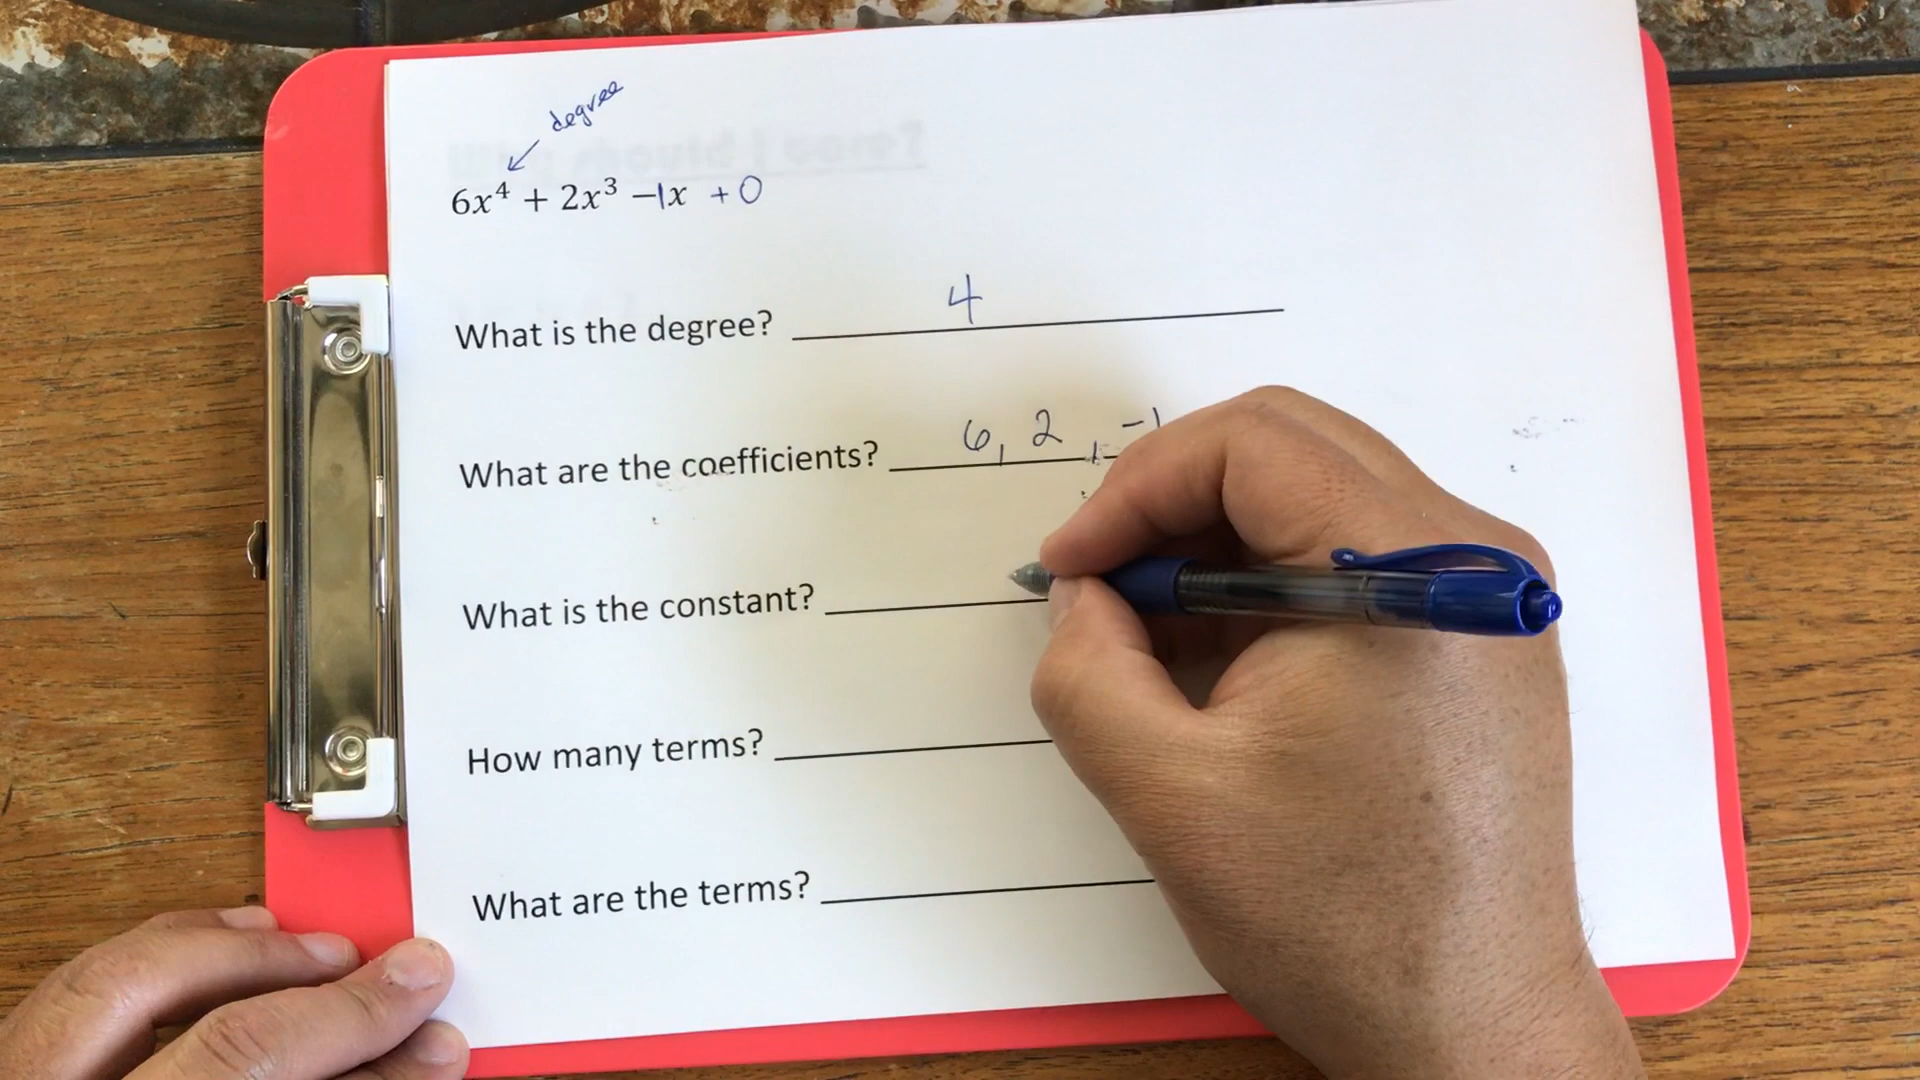 degree
6x⁴ + 2x³ −1x + 0
What is the degree? 4
What are the coefficients? 6, 2, -1
What is the constant?
How many terms?
What are the terms?